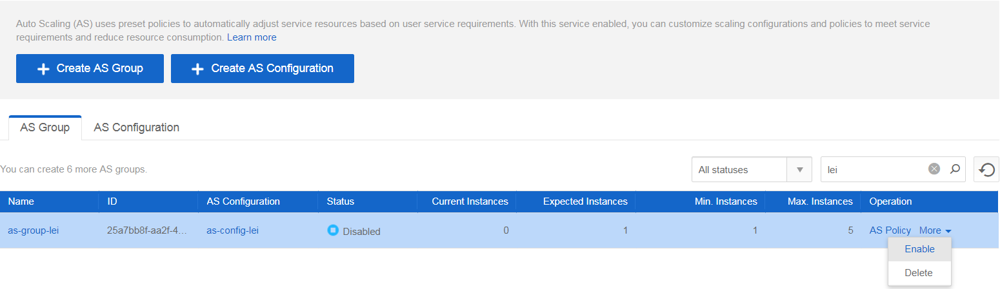 Auto Scaling (AS) uses preset policies to automatically adjust service resources based on user service requirements. With this service enabled, you can customize scaling configurations and policies to meet service
requirements and reduce resource consumption. Learn more
Create AS Group Create AS Configuration
AS Group AS Configuration
You can create 6 more AS groups. All statuses lei
Name ID AS Configuration Status Current Instances Expected Instances Min. Instances Max. Instances Operation
as-group-lei 25a7bb8f-aa2f-4... as-config-lei Disabled 0 1 1 5 AS Policy More
Enable
Delete